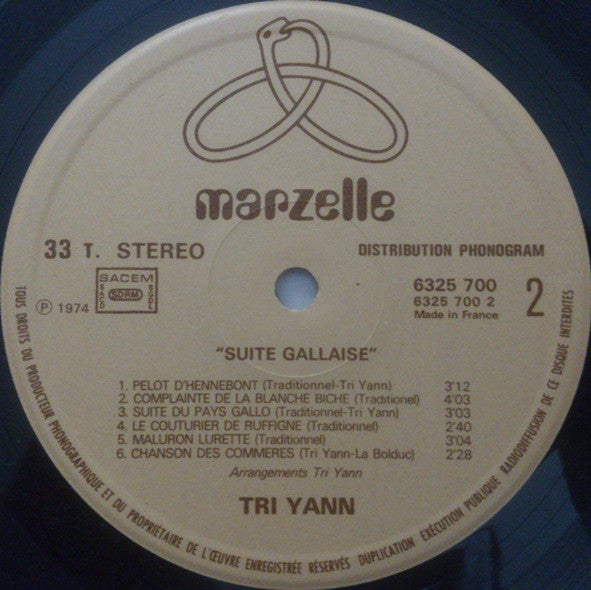 marzelle
33 T. STEREO
DISTRIBUTION PHONOGRAM
SACEM
SACD
SDRM
SGDL
Ⓟ 1974
6325 700
6325 700 2
Made in France
2
"SUITE GALLAISE"
1. PELOT D'HENNEBONT (Traditionnel-Tri Yann) 3'12
2. COMPLAINTE DE LA BLANCHE BICHE (Traditionel) 4'03
3. SUITE DU PAYS GALLO (Traditionnel-Tri Yann) 3'03
4. LE COUTURIER DE RUFFIGNE (Traditionnel) 2'40
5. MALURON LURETTE (Traditionnel) 3'04
6. CHANSON DES COMMERES (Tri Yann-La Bolduc) 2'28
Arrangements Tri Yann
TRI YANN
TOUS DROITS DU PRODUCTEUR PHONOGRAPHIQUE ET DU PROPRIÉTAIRE DE L'ŒUVRE ENREGISTRÉE RÉSERVÉS DUPLICATION EXÉCUTION PUBLIQUE RADIODIFFUSION DE CE DISQUE INTERDITES